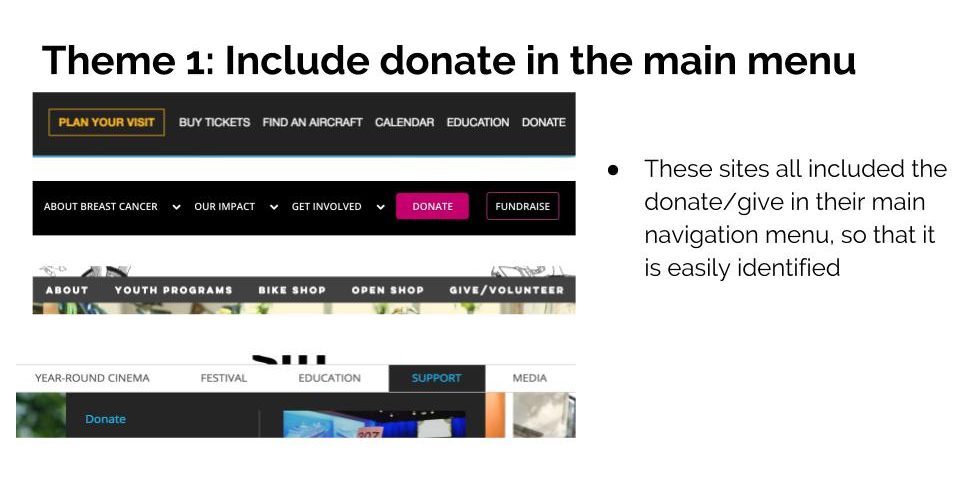 Theme 1: Include donate in the main menu
PLAN YOUR VISIT BUY TICKETS FIND AN AIRCRAFT CALENDAR EDUCATION DONATE
ABOUT BREAST CANCER OUR IMPACT GET INVOLVED DONATE FUNDRAISE
ABOUT YOUTH PROGRAMS BIKE SHOP OPEN SHOP GIVE/VOLUNTEER
YEAR-ROUND CINEMA FESTIVAL EDUCATION SUPPORT MEDIA
Donate
● These sites all included the
donate/give in their main
navigation menu, so that it
is easily identified